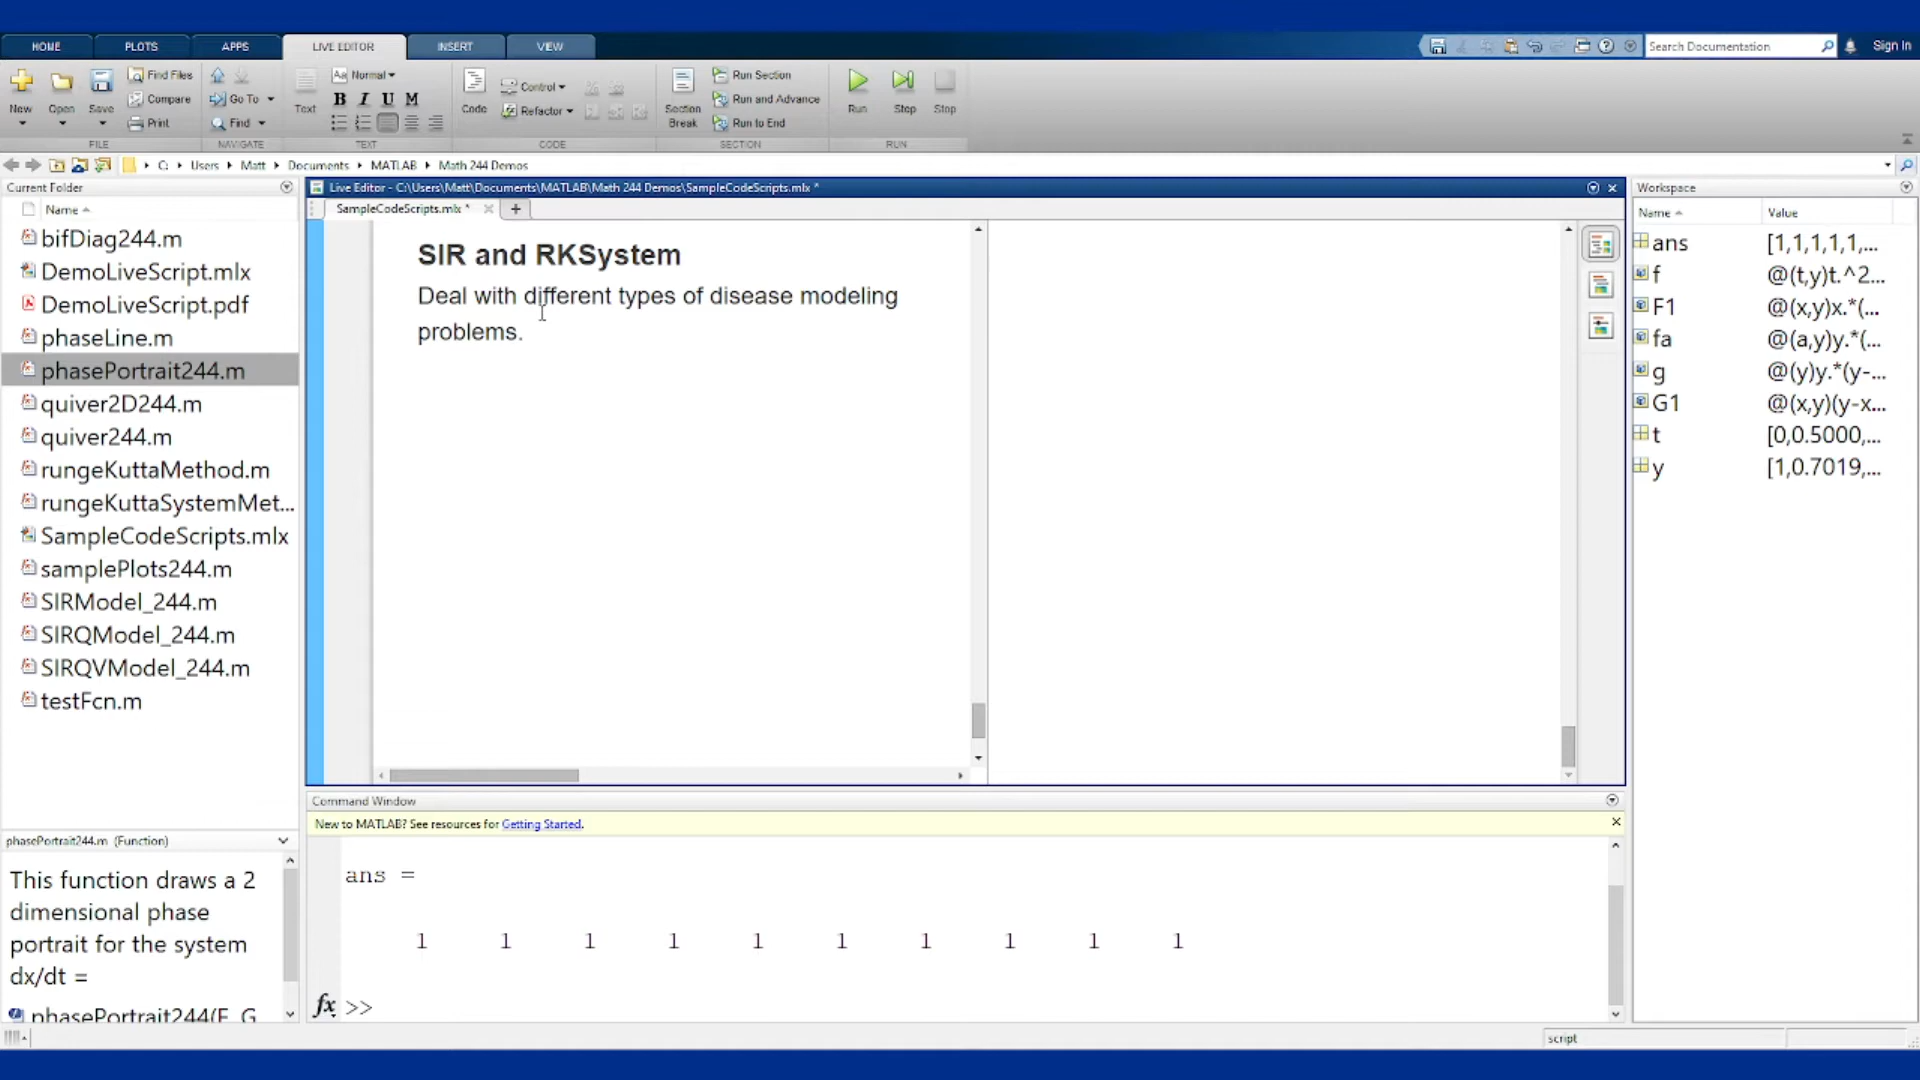 HOME PLOTS APPS LIVE EDITOR INSERT VIEW Search Documentation Sign In
New Open Save Find Files Compare Print Go To Find Text Normal B I U M Code Control Refactor Section Break Run Section Run and Advance Run to End Run Step Stop
FILE NAVIGATE TEXT CODE SECTION RUN
C: Users Matt Documents MATLAB Math 244 Demos
Current Folder
Name
bifDiag244.m
DemoLiveScript.mlx
DemoLiveScript.pdf
phaseLine.m
phasePortrait244.m
quiver2D244.m
quiver244.m
rungeKuttaMethod.m
rungeKuttaSystemMet...
SampleCodeScripts.mlx
samplePlots244.m
SIRModel_244.m
SIRQModel_244.m
SIRQVModel_244.m
testFcn.m
phasePortrait244.m (Function)
This function draws a 2
dimensional phase
portrait for the system
dx/dt =
phasePortrait244(F, G
Live Editor - C:\Users\Matt\Documents\MATLAB\Math 244 Demos\SampleCodeScripts.mlx *
SampleCodeScripts.mlx *
SIR and RKSystem
Deal with different types of disease modeling
problems.
Command Window
New to MATLAB? See resources for Getting Started.
ans =
1 1 1 1 1 1 1 1 1 1
fx >>
Workspace
Name Value
ans [1,1,1,1,1,...
f @(t,y)t.^2...
F1 @(x,y)x.*(...
fa @(a,y)y.*(...
g @(y)y.*(y-...
G1 @(x,y)(y-x...
t [0,0.5000,...
y [1,0.7019,...
script